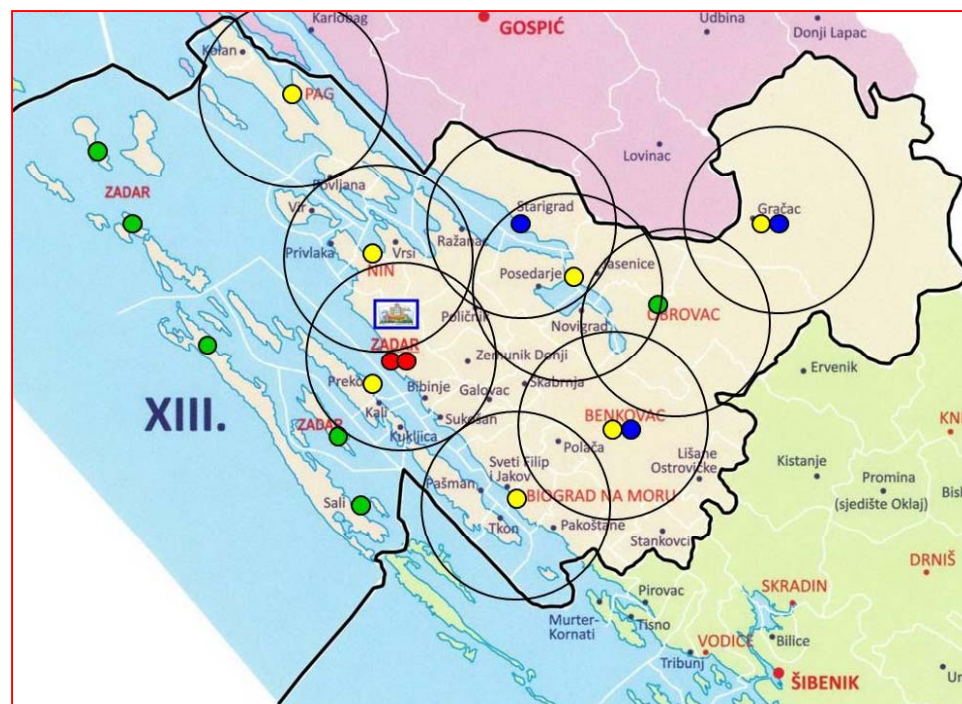 Karlobag
GOSPIĆ
Udbina
Donji Lapac
Kolan
PAG
Lovinac
ZADAR
Povljana
Vir
Starigrad
Gračac
Privlaka
Vrsi
Ražanac
NIN
Posedarje
Jasenice
Poličnik
Novigrad
OBROVAC
ZADAR
Zemunik Donji
Preko
Bibinje
Škabrnja
Ervenik
Galovac
Kali
XIII.
ZADAR
Sukošan
BENKOVAC
Kukljica
Polača
Lišane
Ostrovičke
Sveti Filip
i Jakov
Kistanje
Promina
(sjedište Oklaj)
Pašman
BIOGRAD NA MORU
Sali
Tkon
Pakoštane
Stankovci
DRNIŠ
Pirovac
SKRADIN
Murter-
Kornati
Tisno
VODICE
Bilice
Tribunj
ŠIBENIK